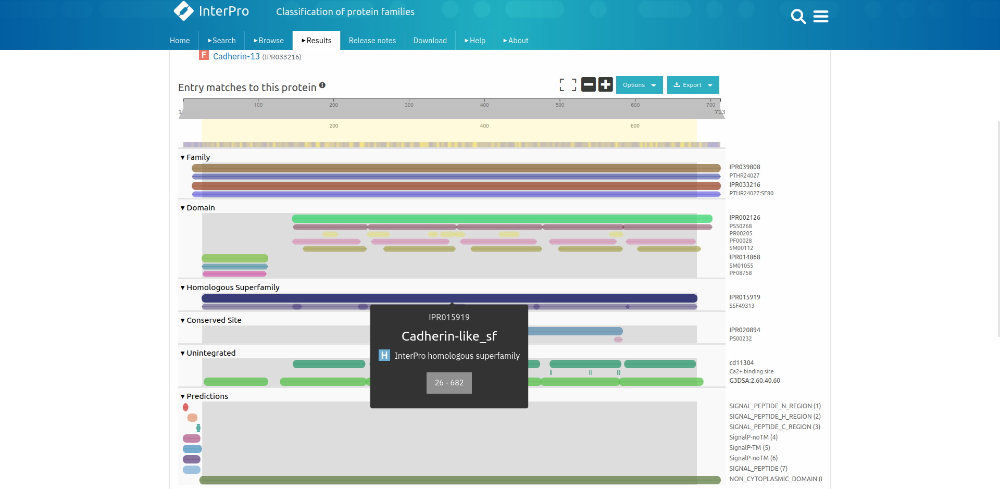 InterPro
Classification of protein families
Home
▸Search
▸Browse
▸Results
Release notes
Download
▸Help
▸About
F Cadherin-13 (IPR033216)
Entry matches to this protein
Options
Export
100 200 300 400 500 600 700
1 713
200 400 600
▾ Family
IPR039808
PTHR24027
IPR033216
PTHR24027:SF80
▾ Domain
IPR002126
PS50268
PR00205
PF00028
SM00112
IPR014868
SM01055
PF08758
▾ Homologous Superfamily
IPR015919
SSF49313
IPR015919
Cadherin-like_sf
H InterPro homologous superfamily
26 - 682
▾ Conserved Site
IPR020894
PS00232
▾ Unintegrated
cd11304
Ca2+ binding site
G3DSA:2.60.40.60
▾ Predictions
SIGNAL_PEPTIDE_N_REGION (1)
SIGNAL_PEPTIDE_H_REGION (2)
SIGNAL_PEPTIDE_C_REGION (3)
SignalP-noTM (4)
SignalP-TM (5)
SignalP-noTM (6)
SIGNAL_PEPTIDE (7)
NON_CYTOPLASMIC_DOMAIN